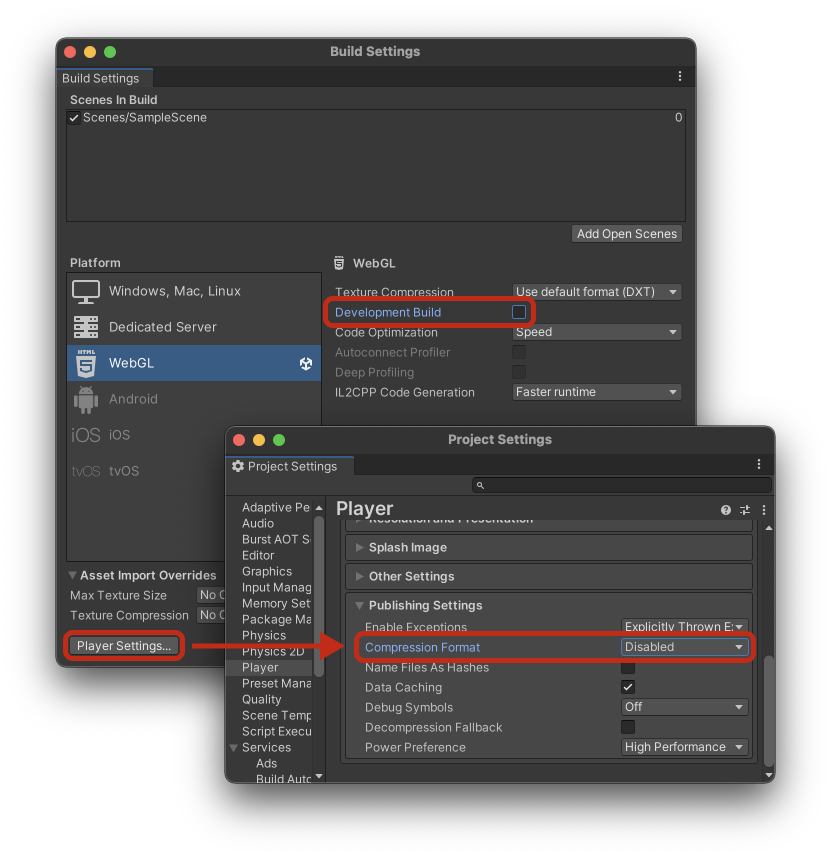 Build Settings
Build Settings
Scenes In Build
Scenes/SampleScene 0
Add Open Scenes
Platform
Windows, Mac, Linux
Dedicated Server
HTML
WebGL
Android
iOS iOS
tvOS tvOS
WebGL
Texture Compression Use default format (DXT)
Development Build
Code Optimization Speed
Autoconnect Profiler
Deep Profiling
IL2CPP Code Generation Faster runtime
Asset Import Overrides
Max Texture Size No
Texture Compression No
Player Settings...
Project Settings
Project Settings
Adaptive Pe
Audio
Burst AOT S
Editor
Graphics
Input Manag
Memory Set
Package Ma
Physics
Physics 2D
Player
Preset Mana
Quality
Scene Temp
Script Execu
Services
Ads
Build Auto
Player
Resolution and Presentation
Splash Image
Other Settings
Publishing Settings
Enable Exceptions Explicitly Thrown E
Compression Format Disabled
Name Files As Hashes
Data Caching
Debug Symbols Off
Decompression Fallback
Power Preference High Performance